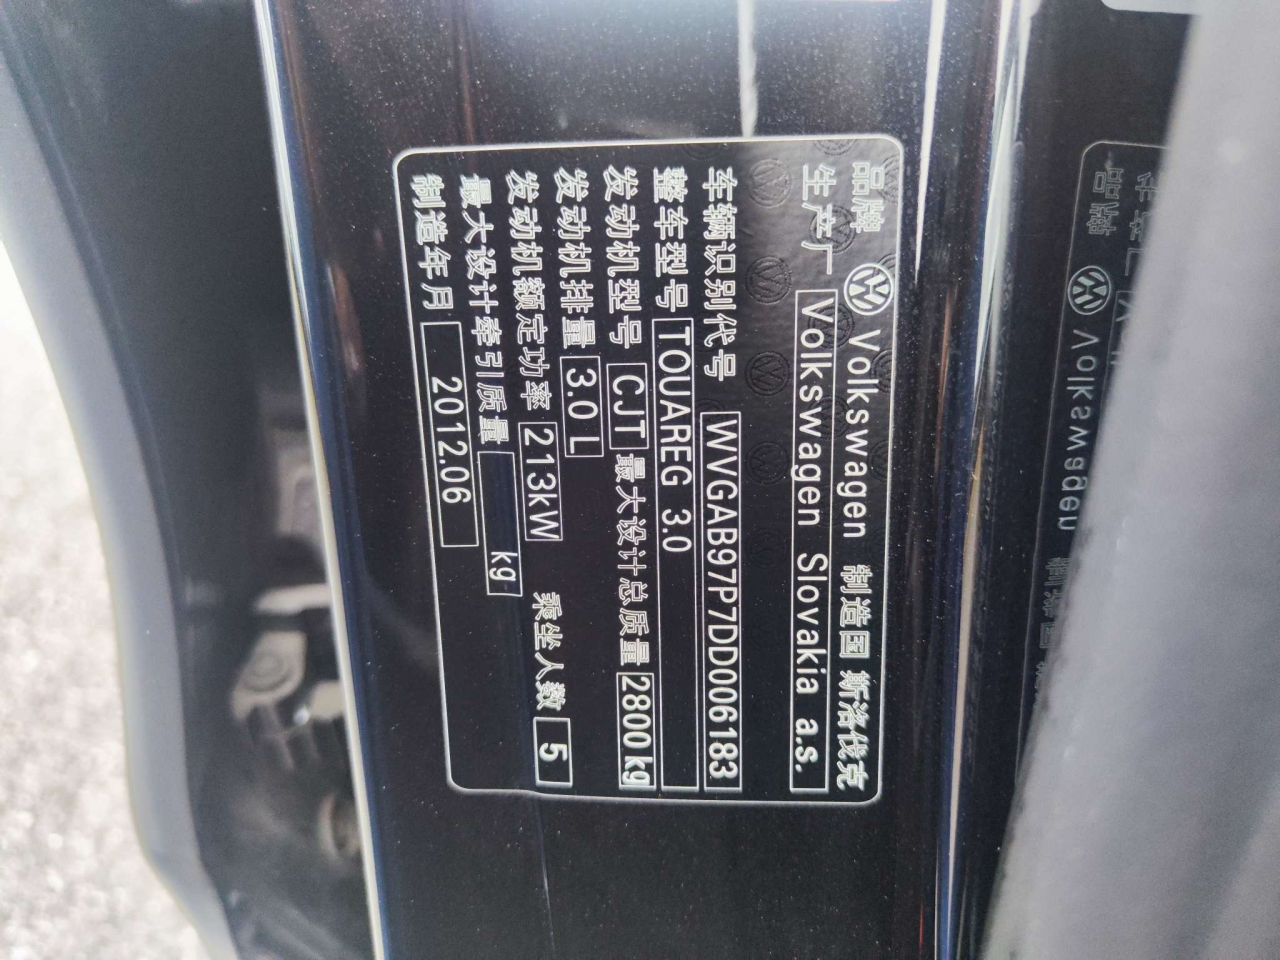 品牌 Volkswagen 制造国 斯洛伐克
生产厂 Volkswagen Slovakia a.s.
车辆识别代号 WVGAB97P7DD006183
整车型号 TOUAREG 3.0
发动机型号 CJT 最大设计总质量 2800kg
发动机排量 3.0 L
发动机额定功率 213kW 乘坐人数 5
最大设计牵引质量 kg
制造年月 2012.06
品牌 Volkswagen